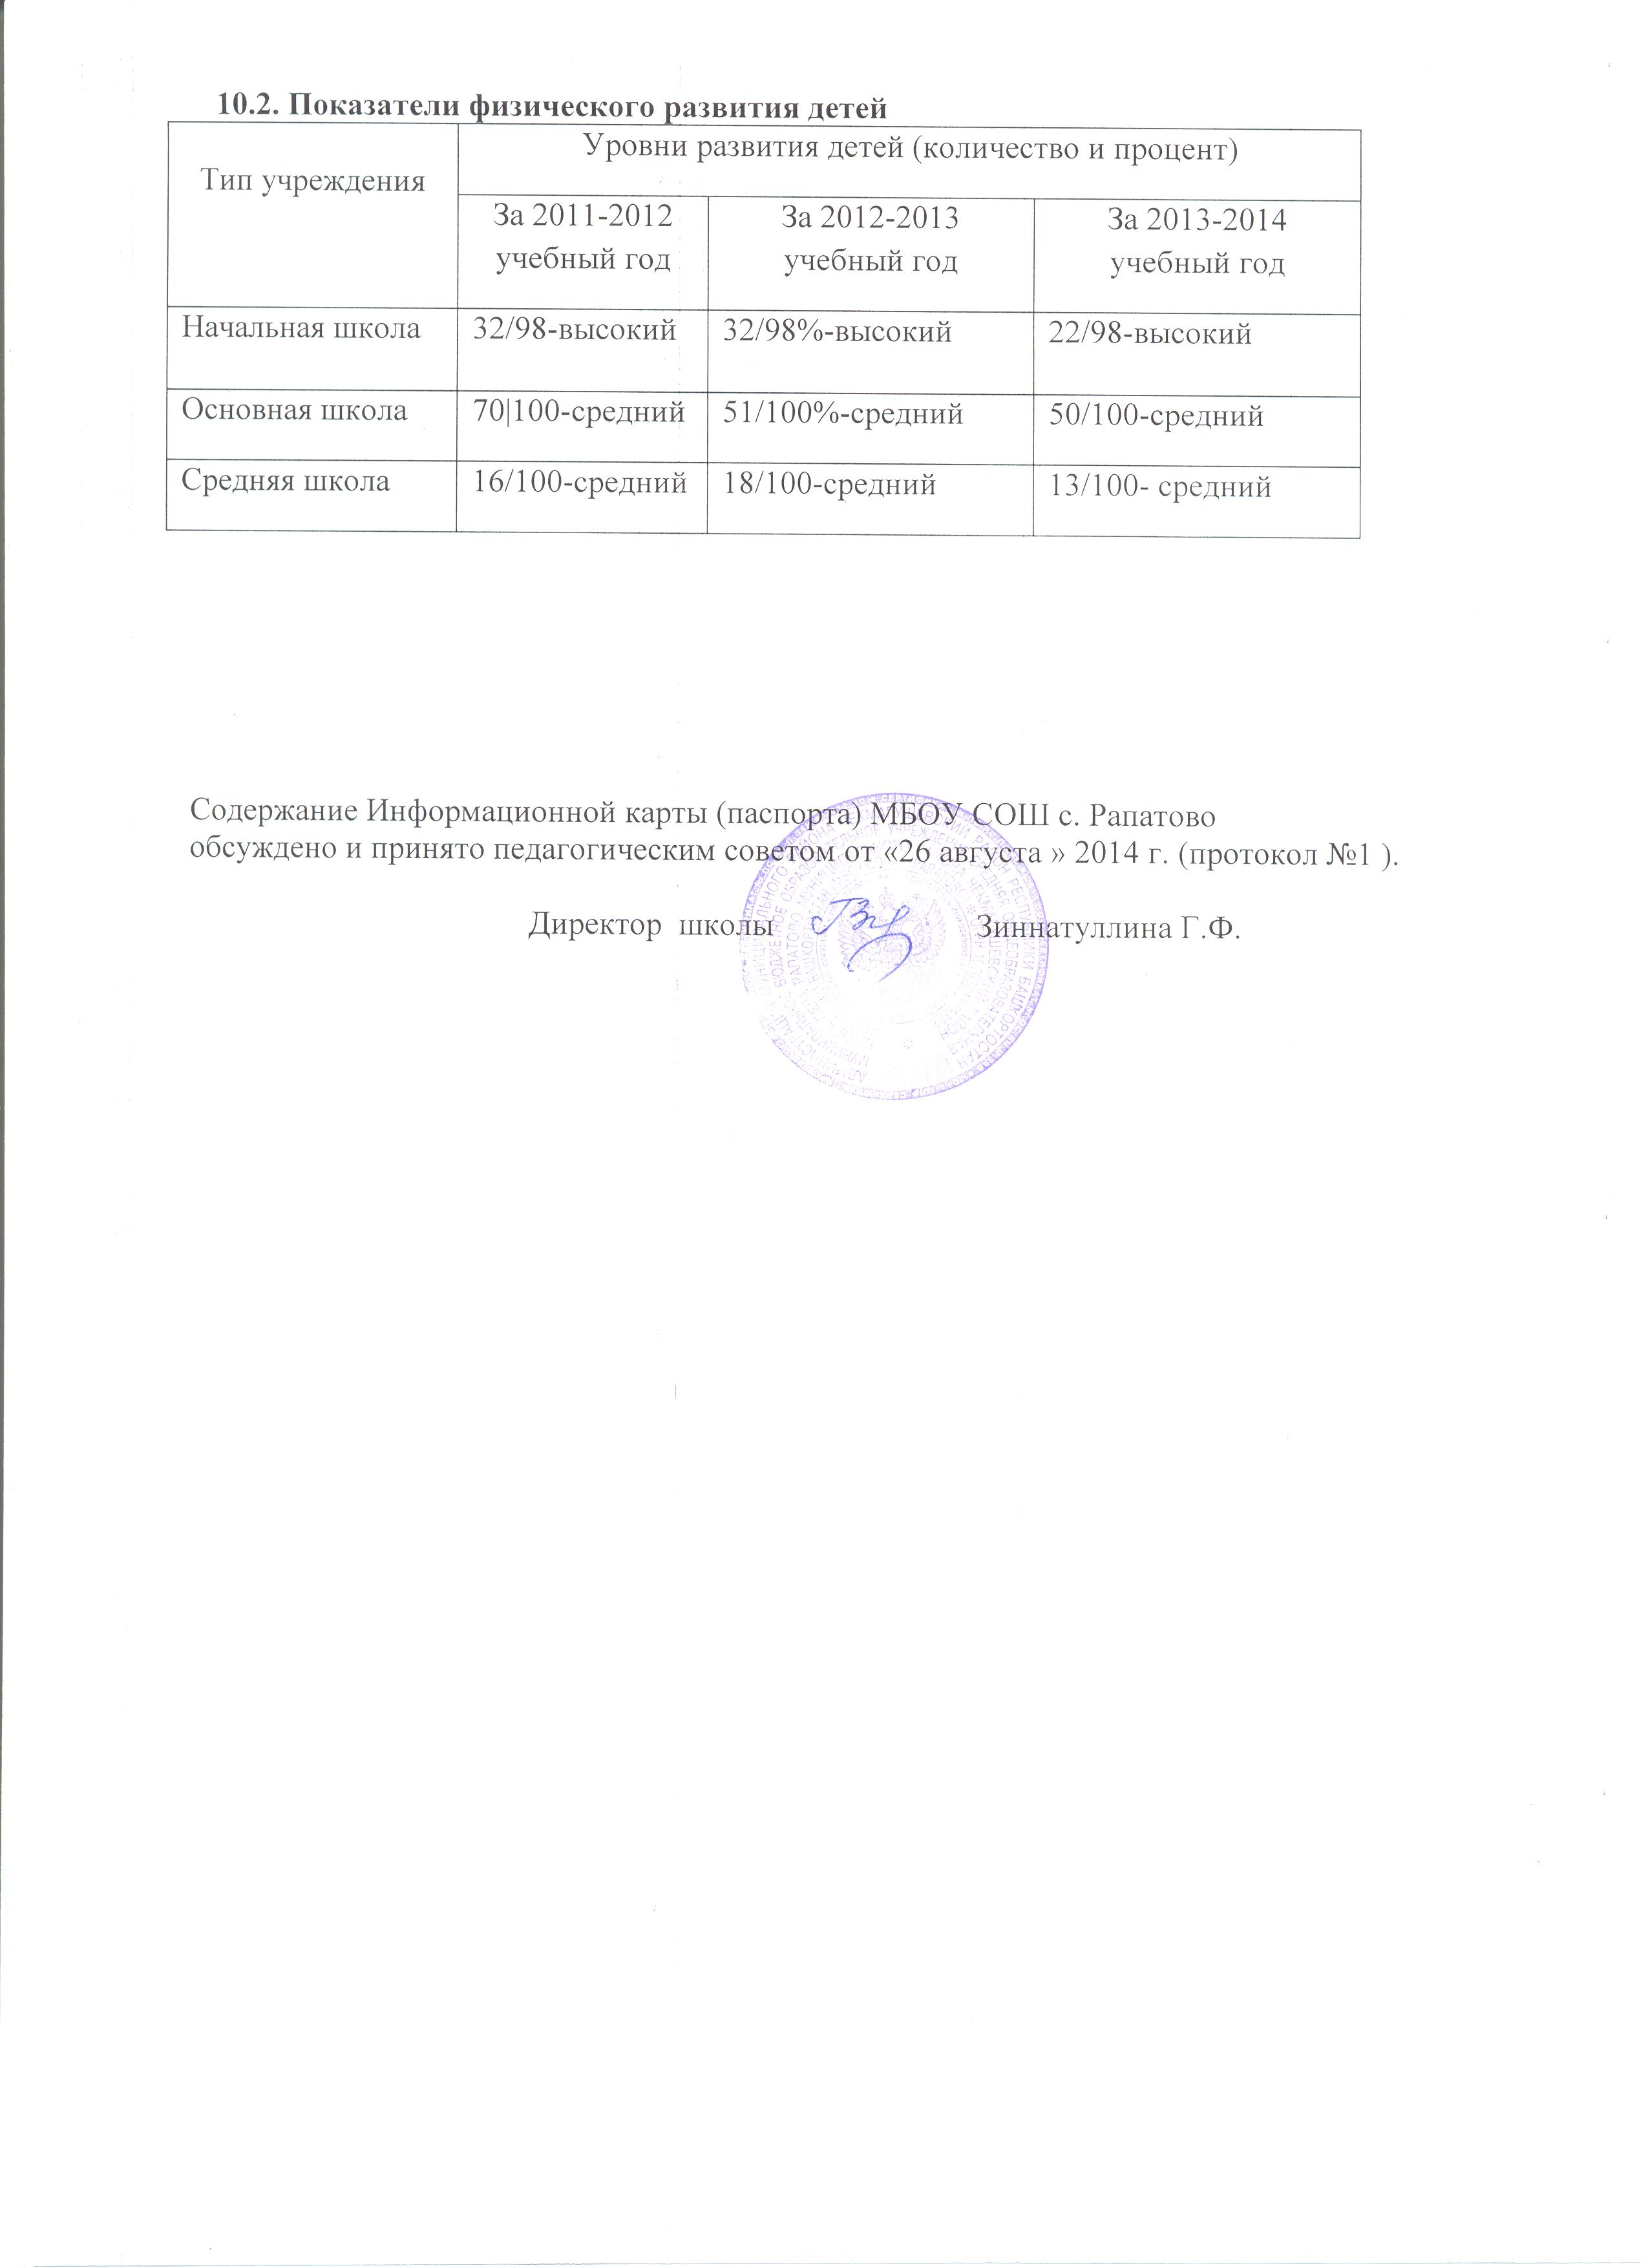 10.2. Показатели физического развития детей
Тип учреждения
Уровни развития детей (количество и процент)
За 2011-2012
учебный год
За 2012-2013
учебный год
За 2013-2014
учебный год
Начальная школа
32/98-высокий
32/98%-высокий
22/98-высокий
Основная школа
70|100-средний
51/100%-средний
50/100-средний
Средняя школа
16/100-средний
18/100-средний
13/100- средний
Содержание Информационной карты (паспорта) МБОУ СОШ с. Рапатово
обсуждено и принято педагогическим советом от «26 августа » 2014 г. (протокол №1 ).
Директор школы Зиннатуллина Г.Ф.
РАЙОН РЕСПУБЛИКИ БАШКОРТОСТАН